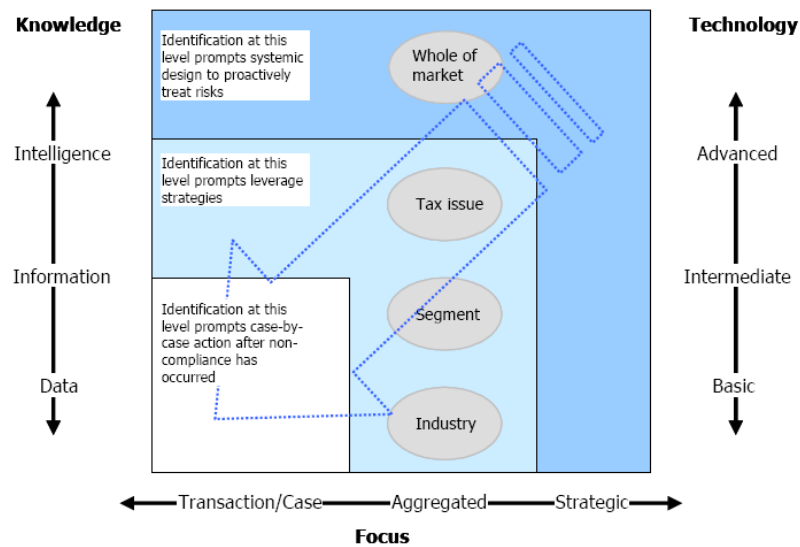 Knowledge
Technology
Identification at this
level prompts systemic
design to proactively
treat risks
Whole of
market
Intelligence
Advanced
Identification at this
level prompts leverage
strategies
Tax issue
Information
Intermediate
Identification at this
level prompts case-by-
case action after non-
compliance has
occurred
Segment
Data
Basic
Industry
Transaction/Case
Aggregated
Strategic
Focus